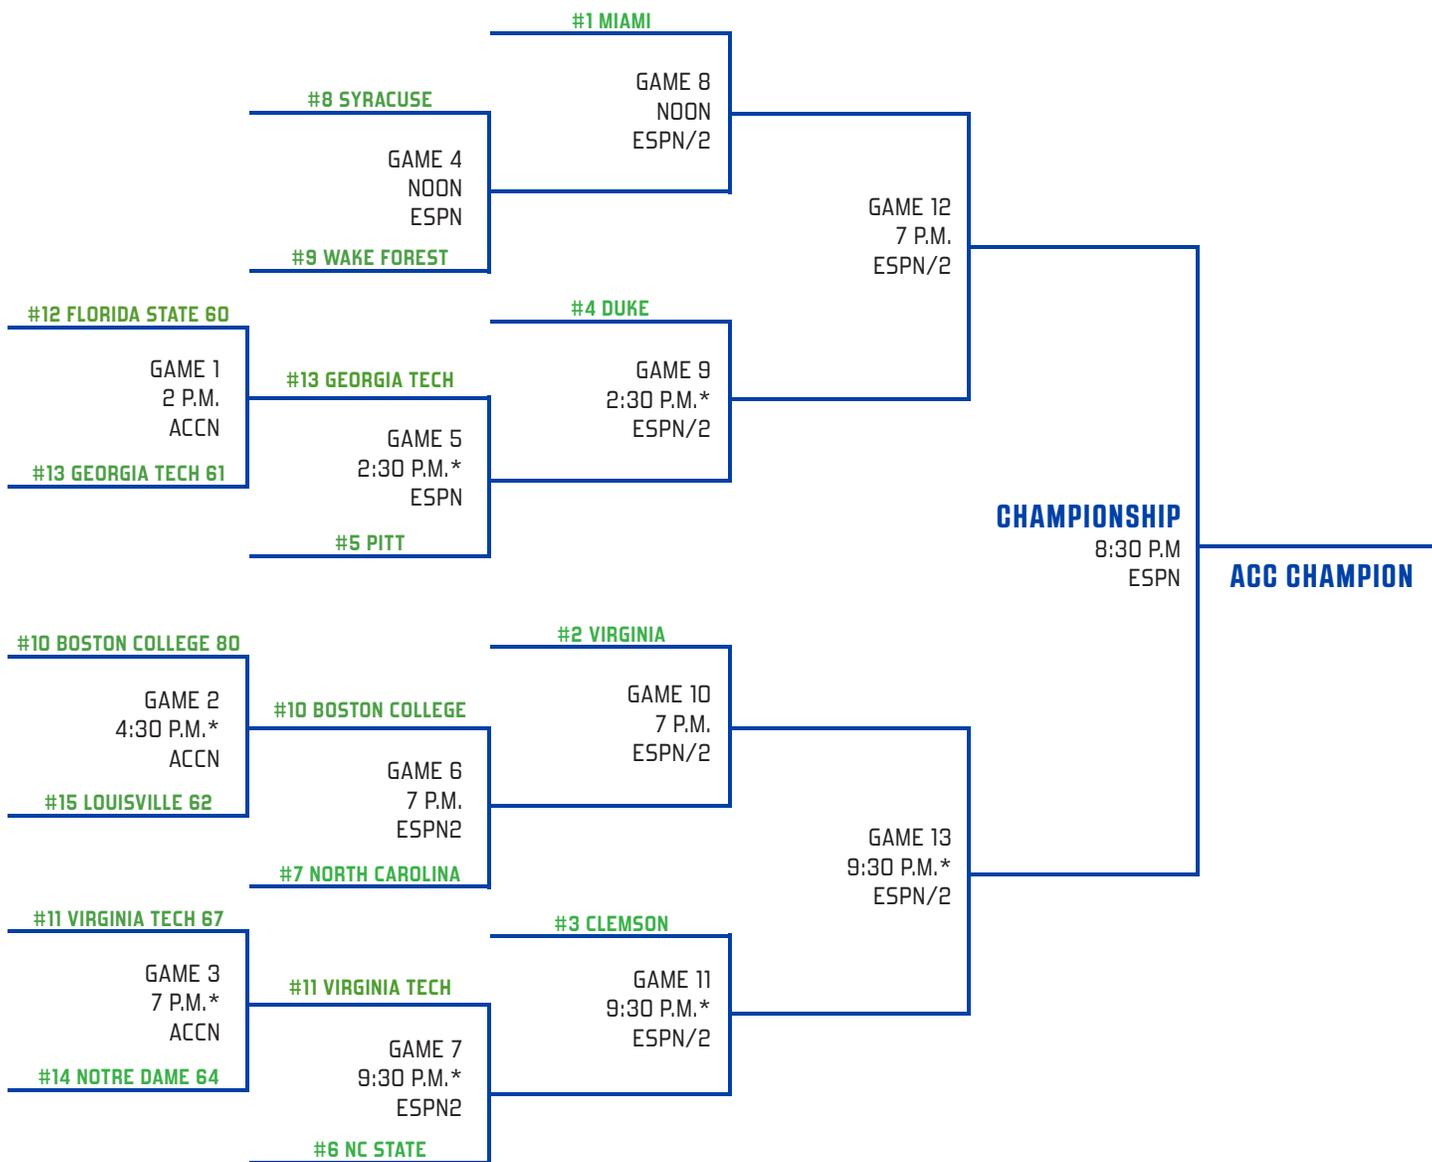 #1 MIAMI
GAME 8
NOON
ESPN/2
#8 SYRACUSE
GAME 4
NOON
ESPN
#9 WAKE FOREST
GAME 12
7 P.M.
ESPN/2
#12 FLORIDA STATE 60
GAME 1
2 P.M.
ACCN
#13 GEORGIA TECH 61
#13 GEORGIA TECH
GAME 5
2:30 P.M.*
ESPN
#5 PITT
#4 DUKE
GAME 9
2:30 P.M.*
ESPN/2
CHAMPIONSHIP
8:30 P.M
ESPN
ACC CHAMPION
#10 BOSTON COLLEGE 80
GAME 2
4:30 P.M.*
ACCN
#15 LOUISVILLE 62
#10 BOSTON COLLEGE
GAME 6
7 P.M.
ESPN2
#7 NORTH CAROLINA
#2 VIRGINIA
GAME 10
7 P.M.
ESPN/2
GAME 13
9:30 P.M.*
ESPN/2
#11 VIRGINIA TECH 67
GAME 3
7 P.M.*
ACCN
#14 NOTRE DAME 64
#11 VIRGINIA TECH
GAME 7
9:30 P.M.*
ESPN2
#6 NC STATE
#3 CLEMSON
GAME 11
9:30 P.M.*
ESPN/2